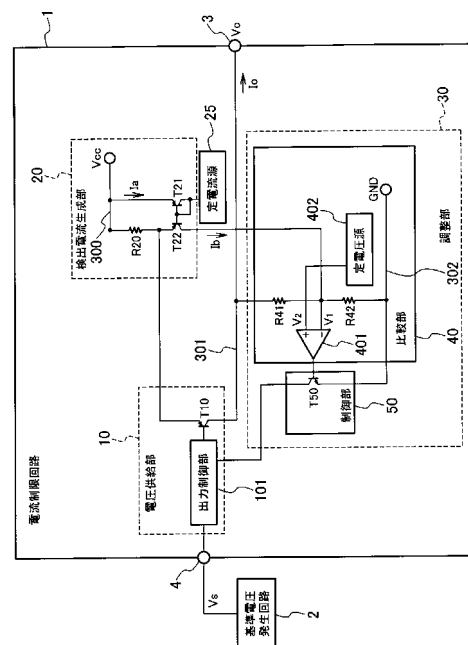 電流制限回路
1
20
検出電流生成部
Vcc
300
Ia
R20
T22
T21
Ib
25
定電流源
3
Vo
Io
10
電圧供給部
T10
出力制御部
101
301
4
Vs
基準電圧
発生回路
2
30
調整部
GND
402
定電圧源
302
R41
R42
V2
V1
+
−
401
比較部
40
T50
制御部
50